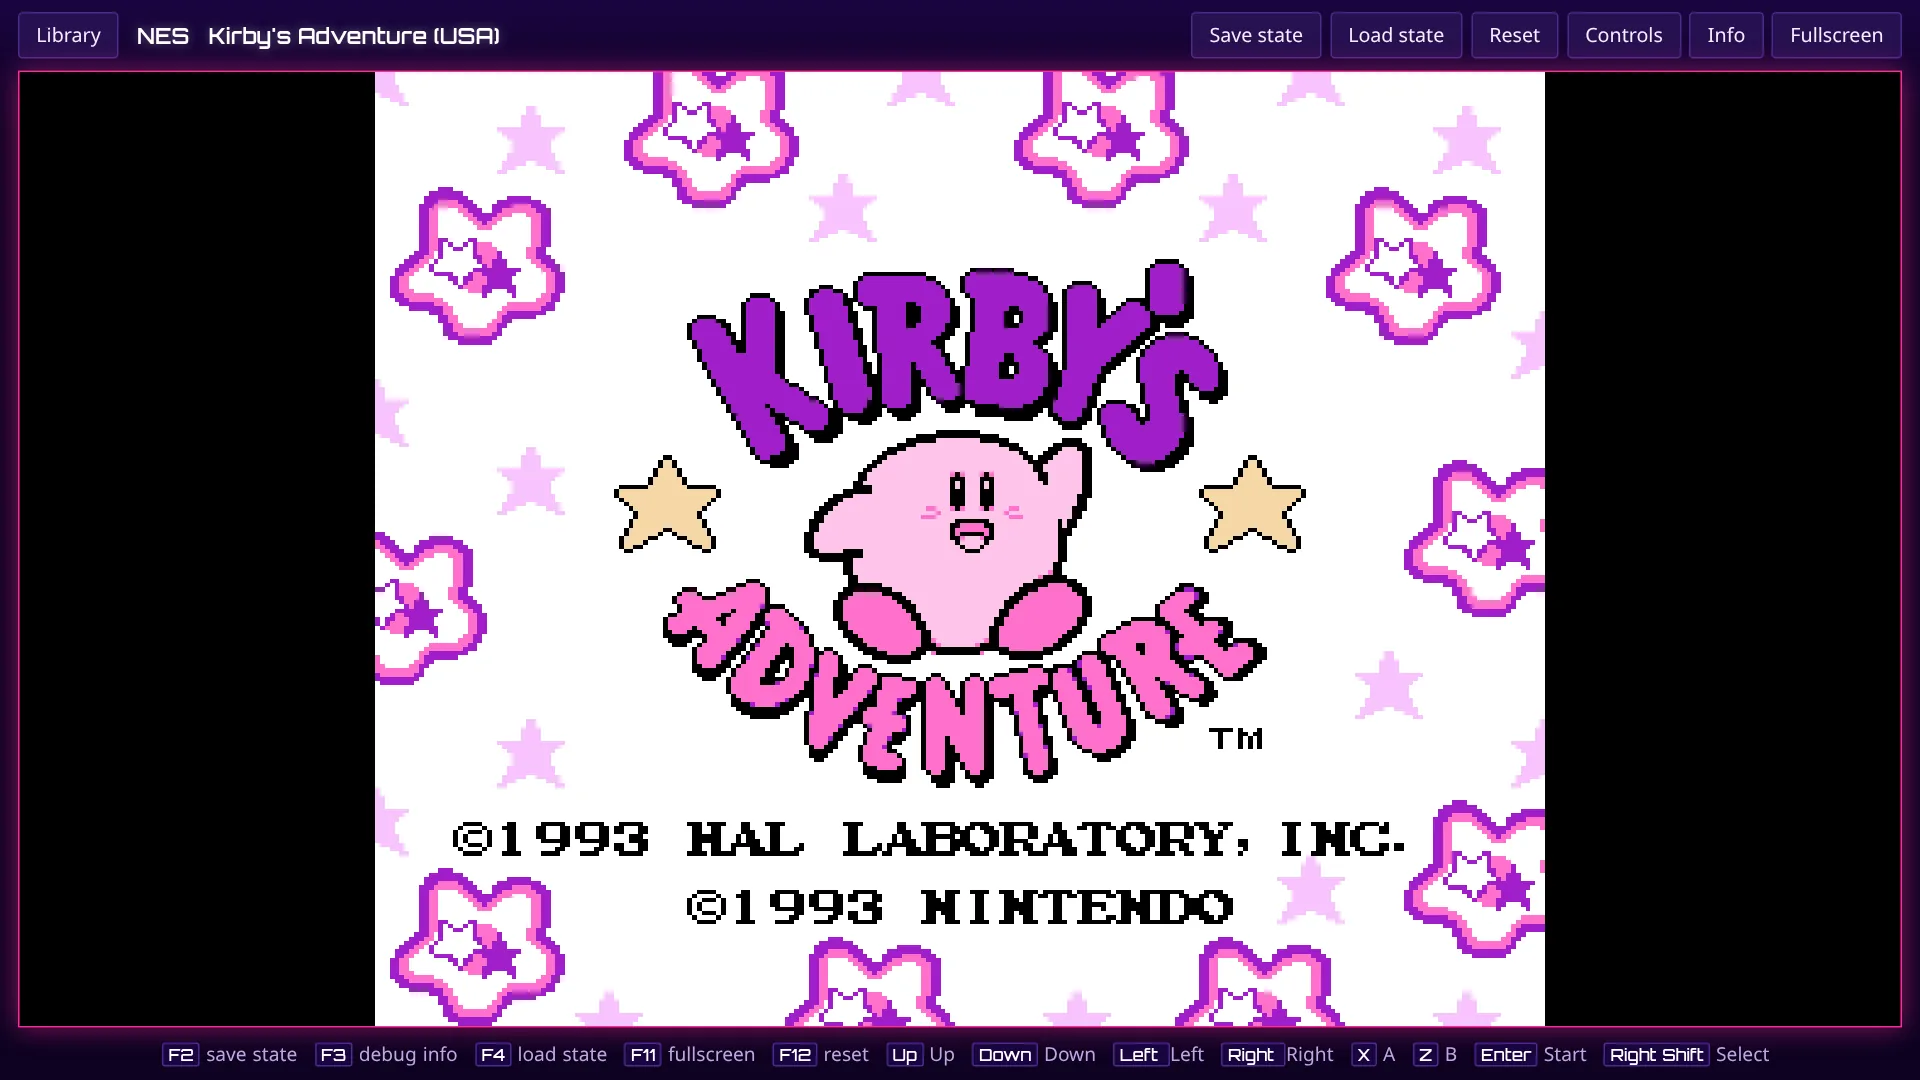 Library NES Kirby's Adventure (USA) Save state Load state Reset Controls Info Fullscreen
KIRBY'S
ADVENTURE
TM
©1993 HAL LABORATORY, INC.
©1993 NINTENDO
F2 save state F3 debug info F4 load state F11 fullscreen F12 reset Up Up Down Down Left Left Right Right X A Z B Enter Start Right Shift Select